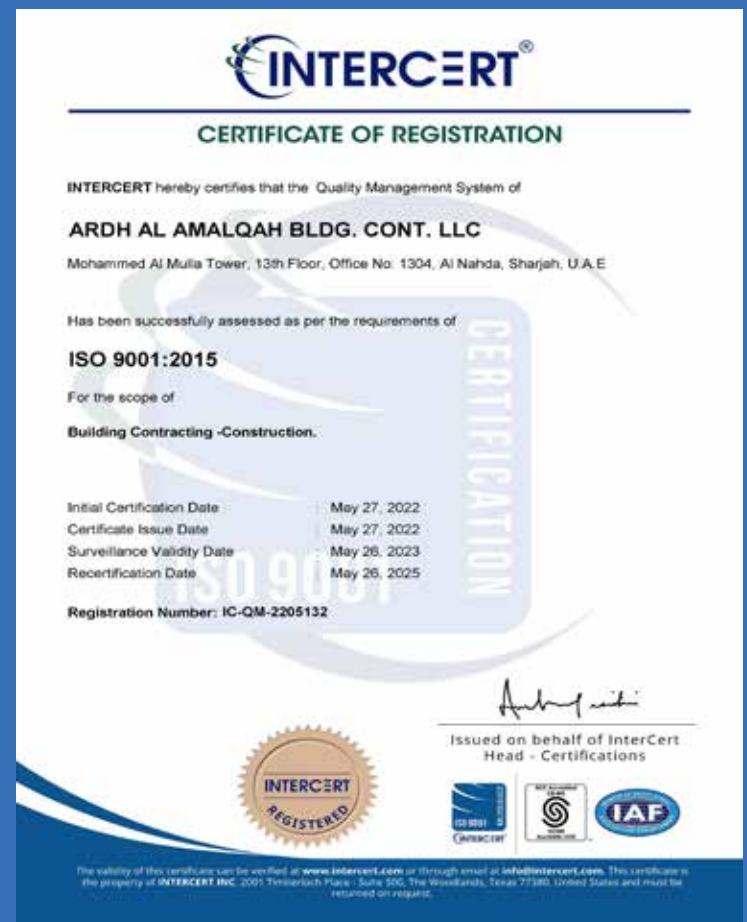 INTERCERT®
CERTIFICATE OF REGISTRATION
INTERCERT hereby certifies that the Quality Management System of
ARDH AL AMALQAH BLDG. CONT. LLC
Mohammed Al Mulla Tower, 13th Floor, Office No: 1304, Al Nahda, Sharjah, U.A.E
Has been successfully assessed as per the requirements of
ISO 9001:2015
For the scope of
Building Contracting -Construction.
Initial Certification Date : May 27, 2022
Certificate Issue Date : May 27, 2022
Surveillance Validity Date : May 26, 2023
Recertification Date : May 26, 2025
Registration Number: IC-QM-2205132
CERTIFICATION
ISO 9001
Issued on behalf of InterCert
Head - Certifications
INTERCERT
REGISTERED
ISO 9001
INTERCERT
IAF
The validity of this certificate can be verified at www.intercert.com or through email at info@intercert.com. This certificate is
the property of INTERCERT INC. 2001 Timberloch Place - Suite 500, The Woodlands, Texas 77380, United States and must be
returned on request.